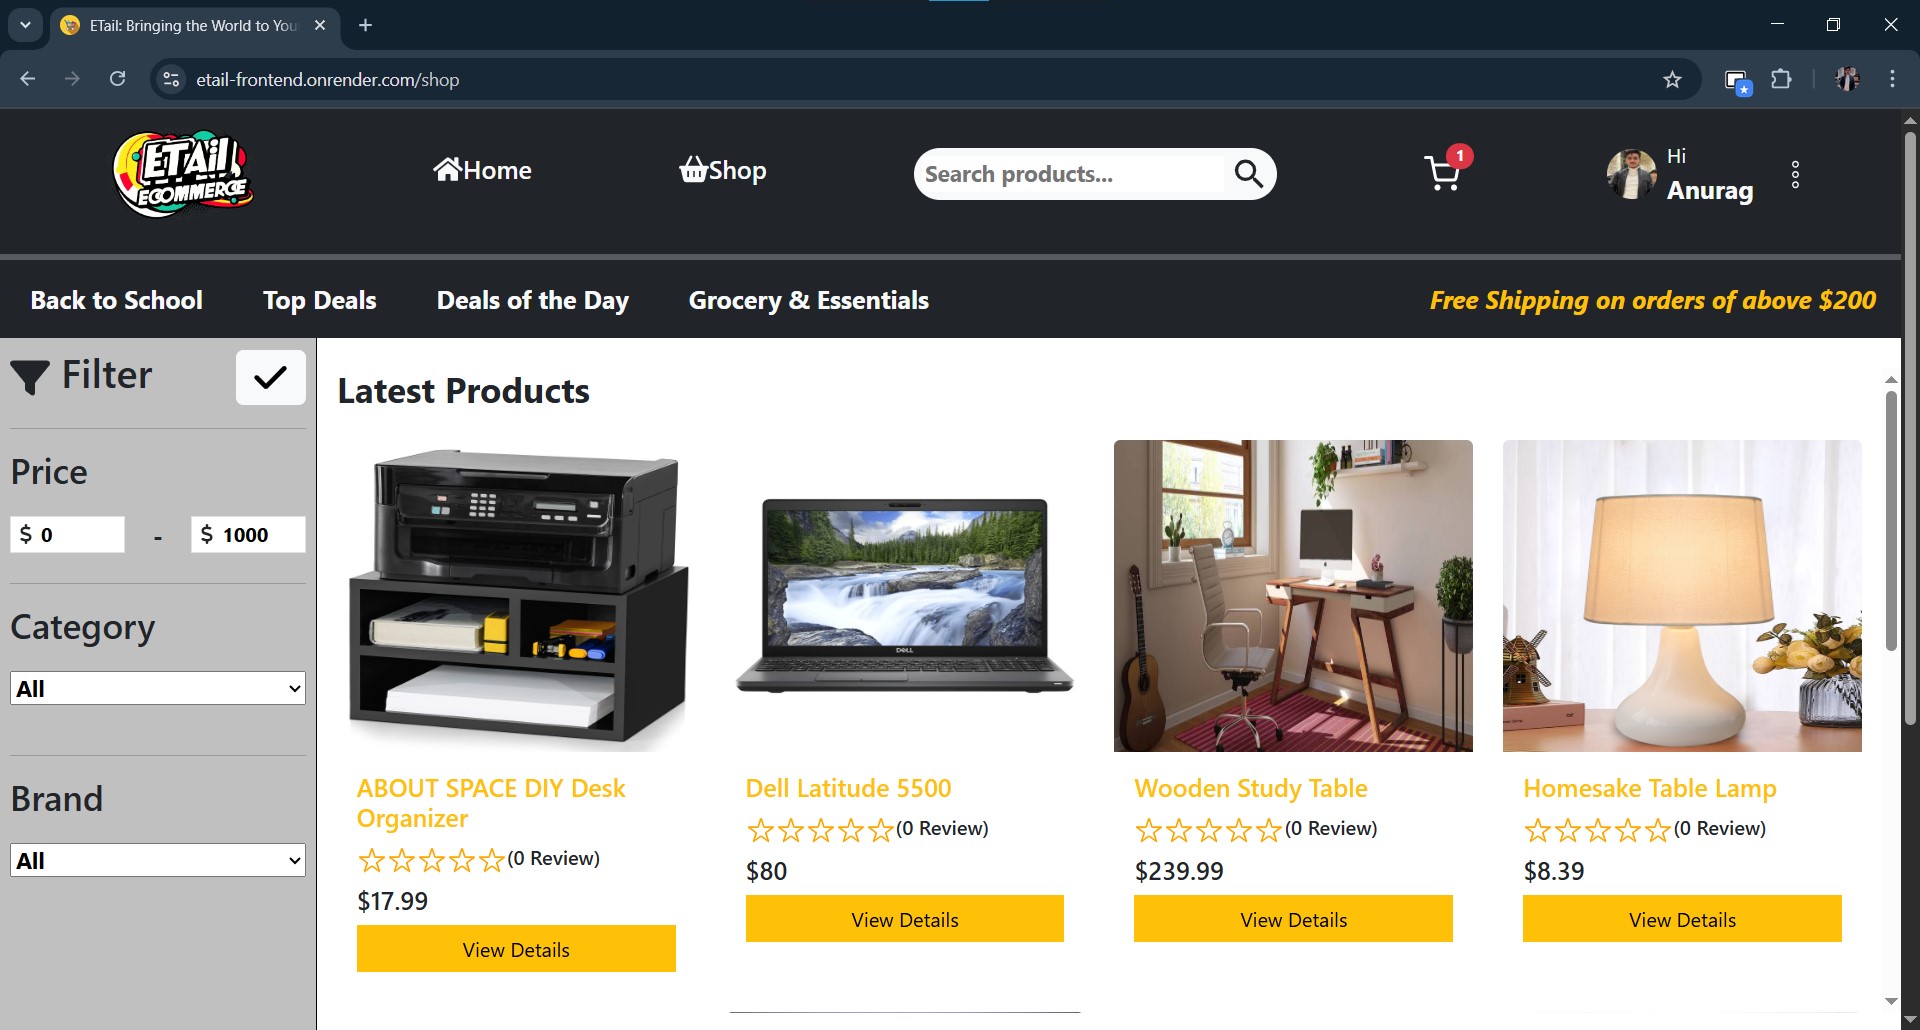 ETail: Bringing the World to You
etail-frontend.onrender.com/shop
ETAil
ECOMMERCE
Home
Shop
Search products...
1
Hi
Anurag
Back to School
Top Deals
Deals of the Day
Grocery & Essentials
Free Shipping on orders of above $200
Filter
Price
$ 0
-
$ 1000
Category
All
Brand
All
Latest Products
DELL
ABOUT SPACE DIY Desk
Organizer
(0 Review)
$17.99
View Details
Dell Latitude 5500
(0 Review)
$80
View Details
Wooden Study Table
(0 Review)
$239.99
View Details
Homesake Table Lamp
(0 Review)
$8.39
View Details